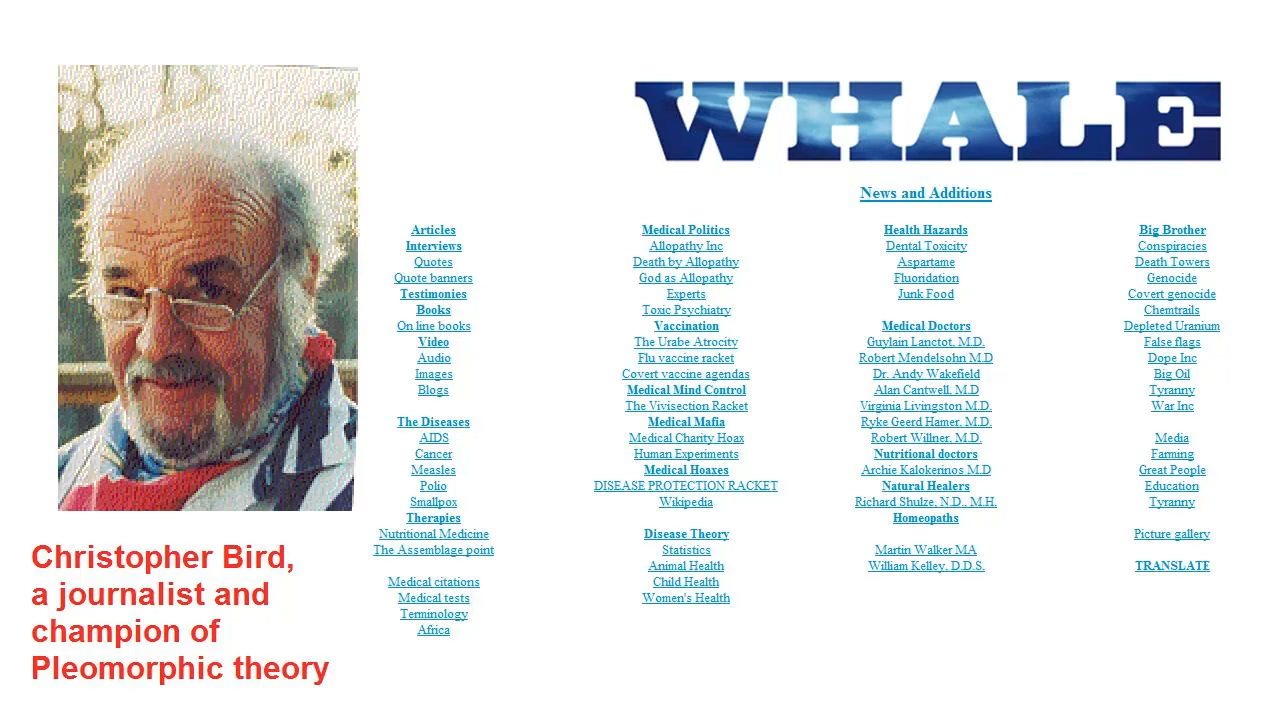 WHALE
News and Additions
Articles
Interviews
Quotes
Quote banners
Testimonies
Books
On line books
Video
Audio
Images
Blogs
The Diseases
AIDS
Cancer
Measles
Polio
Smallpox
Therapies
Nutritional Medicine
The Assemblage point
Medical citations
Medical tests
Terminology
Africa
Medical Politics
Allopathy Inc
Death by Allopathy
God as Allopathy
Experts
Toxic Psychiatry
Vaccination
The Urabe Atrocity
Flu vaccine racket
Covert vaccine agendas
Medical Mind Control
The Vivisection Racket
Medical Mafia
Medical Charity Hoax
Human Experiments
Medical Hoaxes
DISEASE PROTECTION RACKET
Wikipedia
Disease Theory
Statistics
Animal Health
Child Health
Women's Health
Health Hazards
Dental Toxicity
Aspartame
Fluoridation
Junk Food
Medical Doctors
Guylain Lanctot, M.D.
Robert Mendelsohn M.D
Dr. Andy Wakefield
Alan Cantwell, M.D
Virginia Livingston M.D.
Ryke Geerd Hamer, M.D.
Robert Willner, M.D.
Nutritional doctors
Archie Kalokerinos M.D
Natural Healers
Richard Shulze, N.D., M.H.
Homeopaths
Martin Walker MA
William Kelley, D.D.S.
Big Brother
Conspiracies
Death Towers
Genocide
Covert genocide
Chemtrails
Depleted Uranium
False flags
Dope Inc
Big Oil
Tyranny
War Inc
Media
Farming
Great People
Education
Tyranny
Picture gallery
TRANSLATE
Christopher Bird,
a journalist and
champion of
Pleomorphic theory